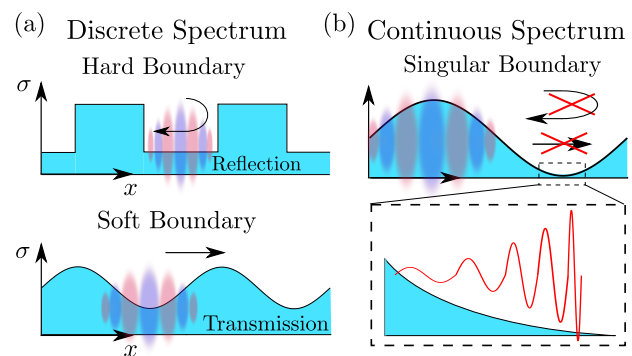 (a) Discrete Spectrum
Hard Boundary
σ
Reflection
x
Soft Boundary
σ
Transmission
x
(b) Continuous Spectrum
Singular Boundary